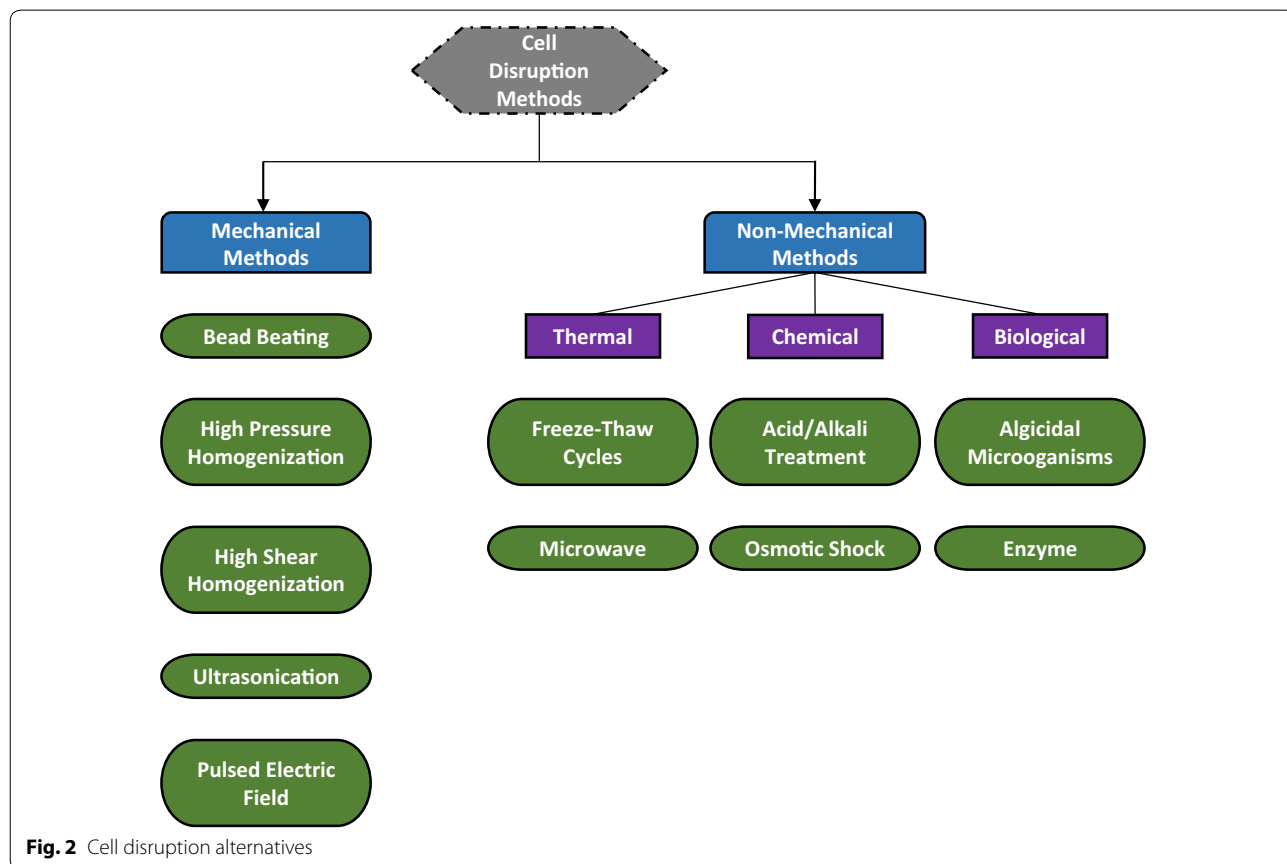 Cell
Disruption
Methods
Mechanical
Methods
Non-Mechanical
Methods
Bead Beating
Thermal
Chemical
Biological
High Pressure
Homogenization
Freeze-Thaw
Cycles
Acid/Alkali
Treatment
Algicidal
Microoganisms
High Shear
Homogenization
Microwave
Osmotic Shock
Enzyme
Ultrasonication
Pulsed Electric
Field
Fig. 2 Cell disruption alternatives